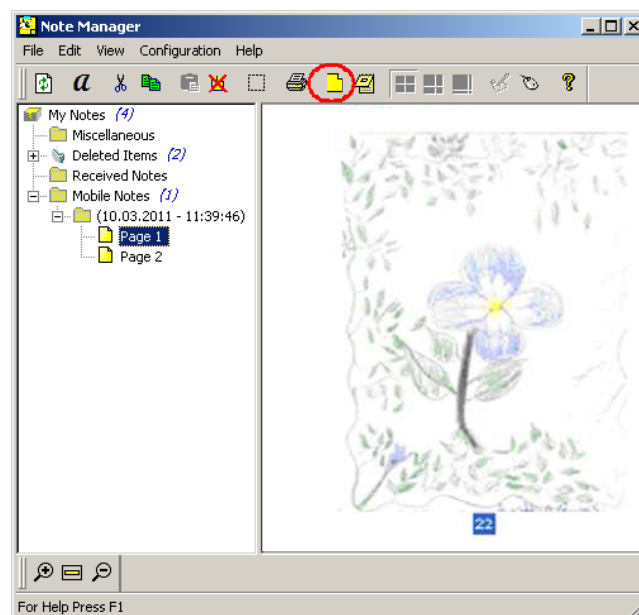 Note Manager
File Edit View Configuration Help
a ?
My Notes (4)
Miscellaneous
Deleted Items (2)
Received Notes
Mobile Notes (1)
(10.03.2011 - 11:39:46)
Page 1
Page 2
22
For Help Press F1